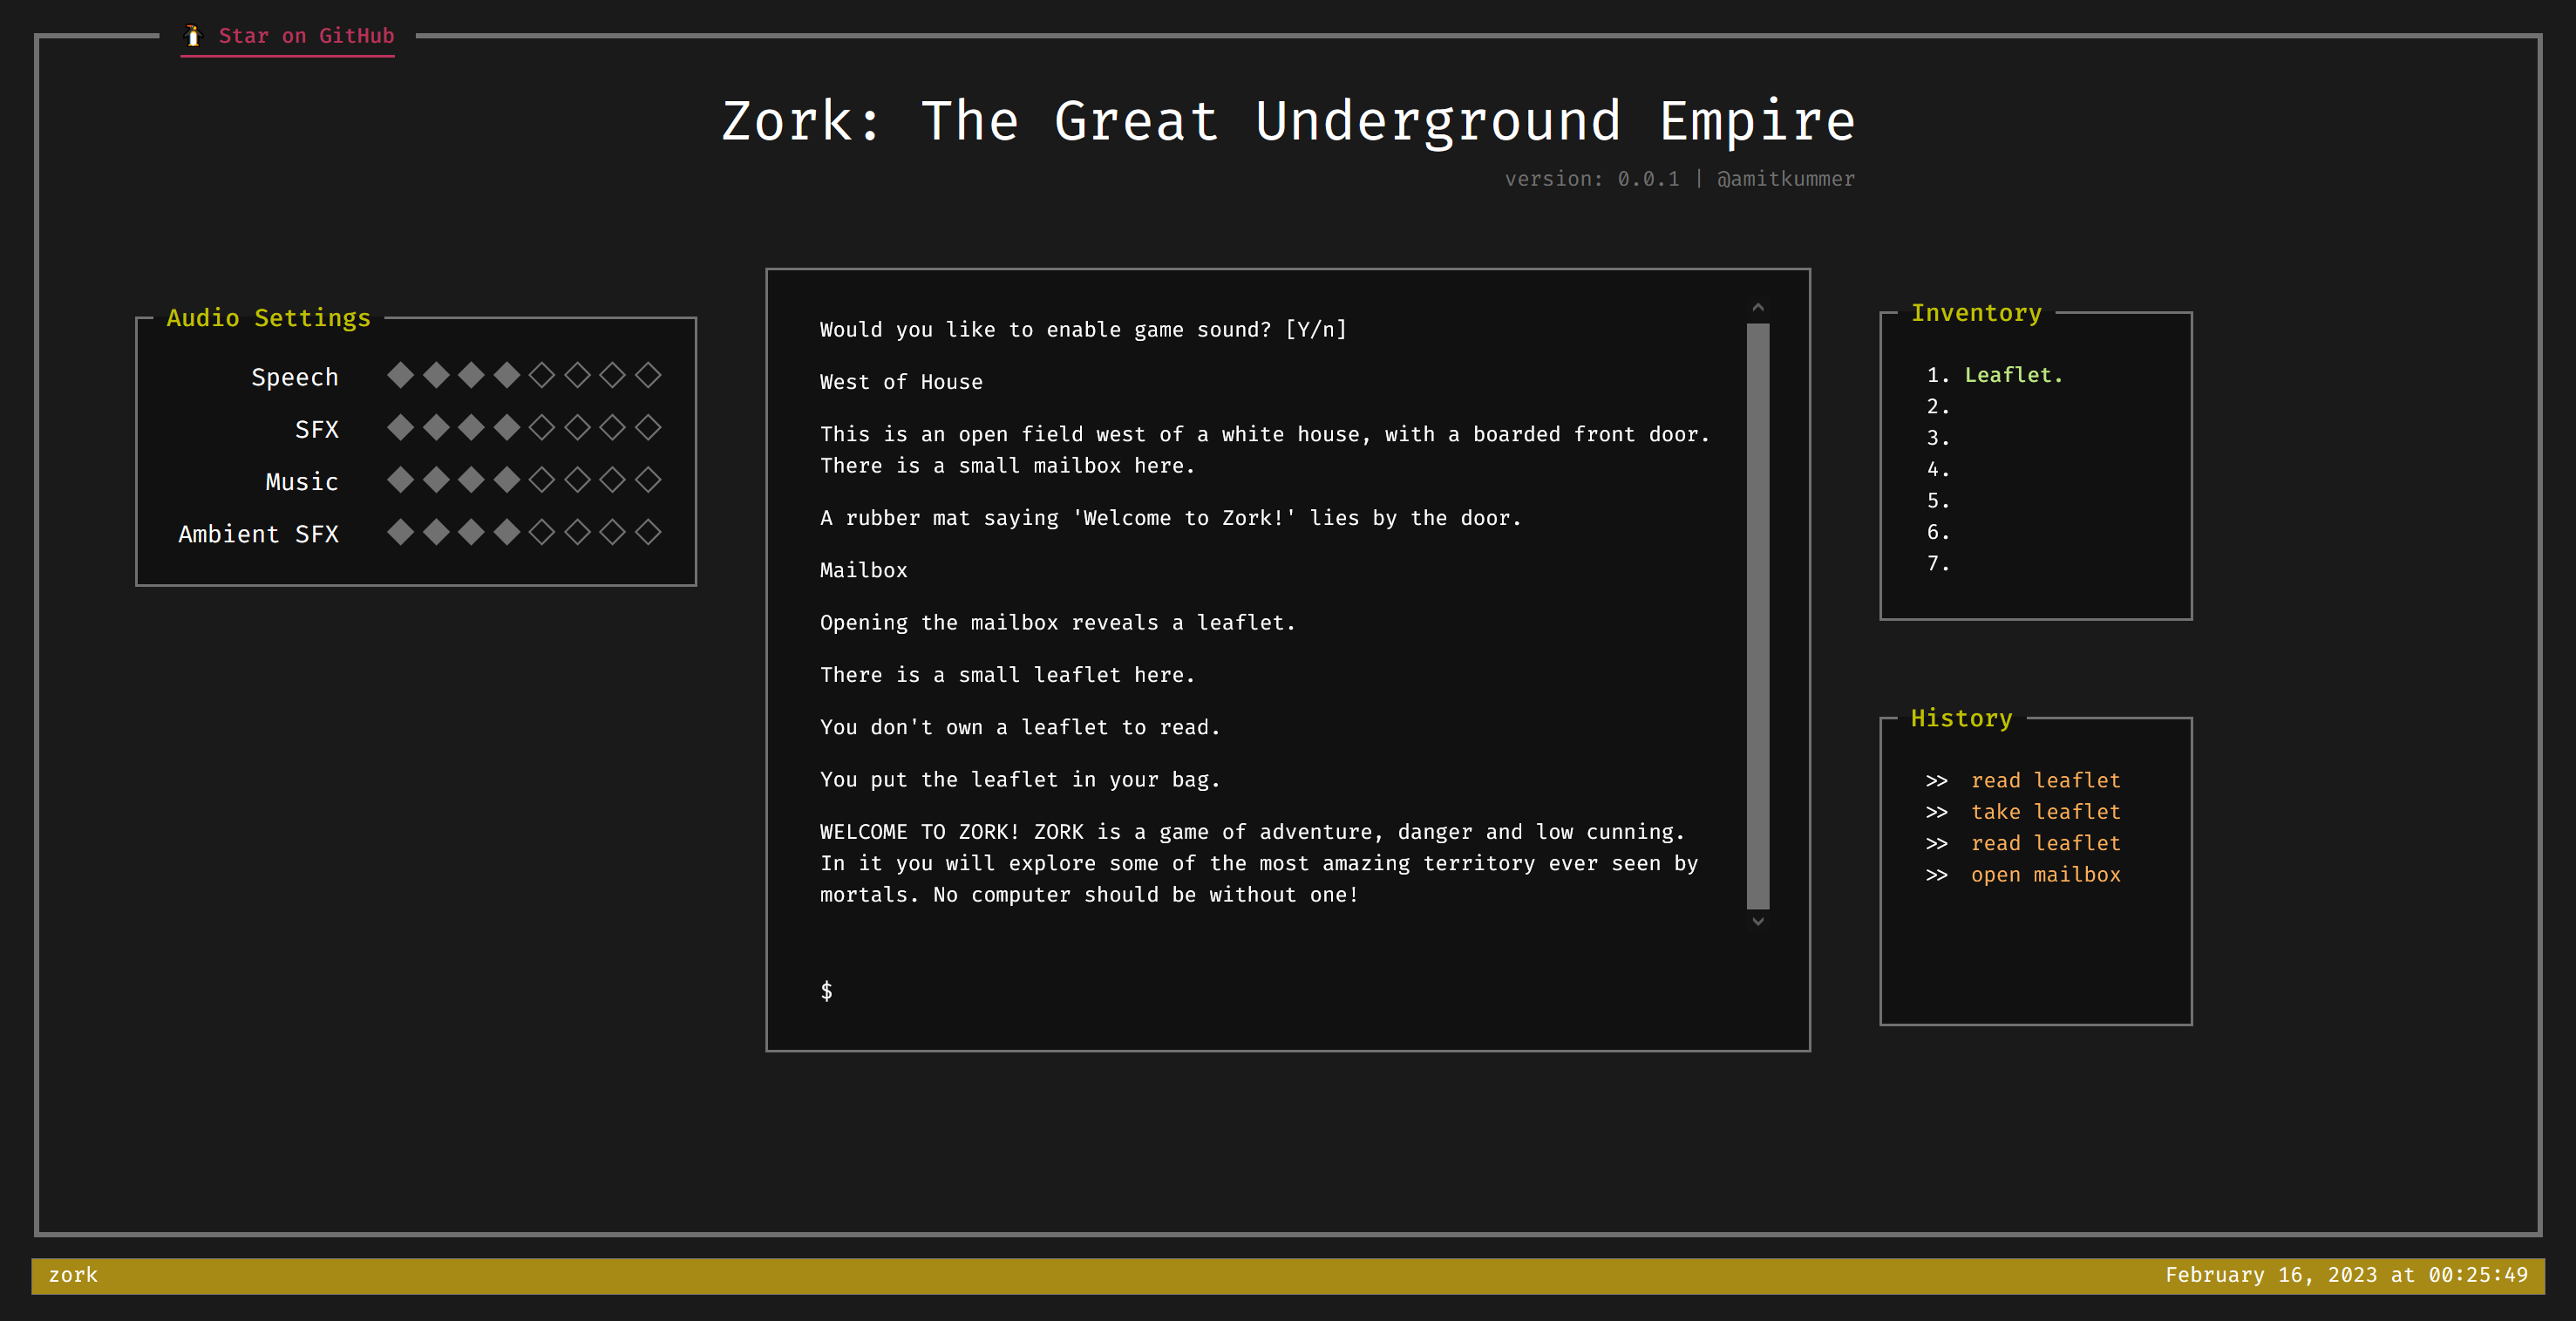 Star on GitHub
Zork: The Great Underground Empire
version: 0.0.1 | @amitkummer
Audio Settings
Speech
SFX
Music
Ambient SFX
Would you like to enable game sound? [Y/n]
West of House
This is an open field west of a white house, with a boarded front door.
There is a small mailbox here.
A rubber mat saying 'Welcome to Zork!' lies by the door.
Mailbox
Opening the mailbox reveals a leaflet.
There is a small leaflet here.
You don't own a leaflet to read.
You put the leaflet in your bag.
WELCOME TO ZORK! ZORK is a game of adventure, danger and low cunning.
In it you will explore some of the most amazing territory ever seen by
mortals. No computer should be without one!
$
Inventory
1. Leaflet.
2.
3.
4.
5.
6.
7.
History
>> read leaflet
>> take leaflet
>> read leaflet
>> open mailbox
zork
February 16, 2023 at 00:25:49